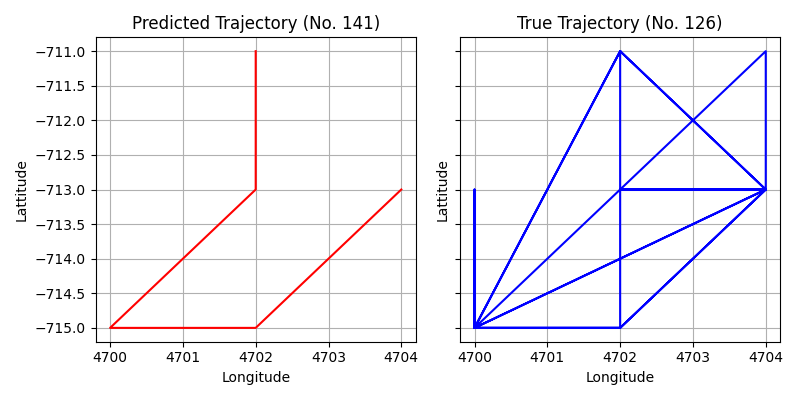 Predicted Trajectory (No. 141)
−711.0
−711.5
−712.0
−712.5
−713.0
−713.5
−714.0
−714.5
−715.0
Lattitude
4700 4701 4702 4703 4704
Longitude
True Trajectory (No. 126)
Lattitude
4700 4701 4702 4703 4704
Longitude